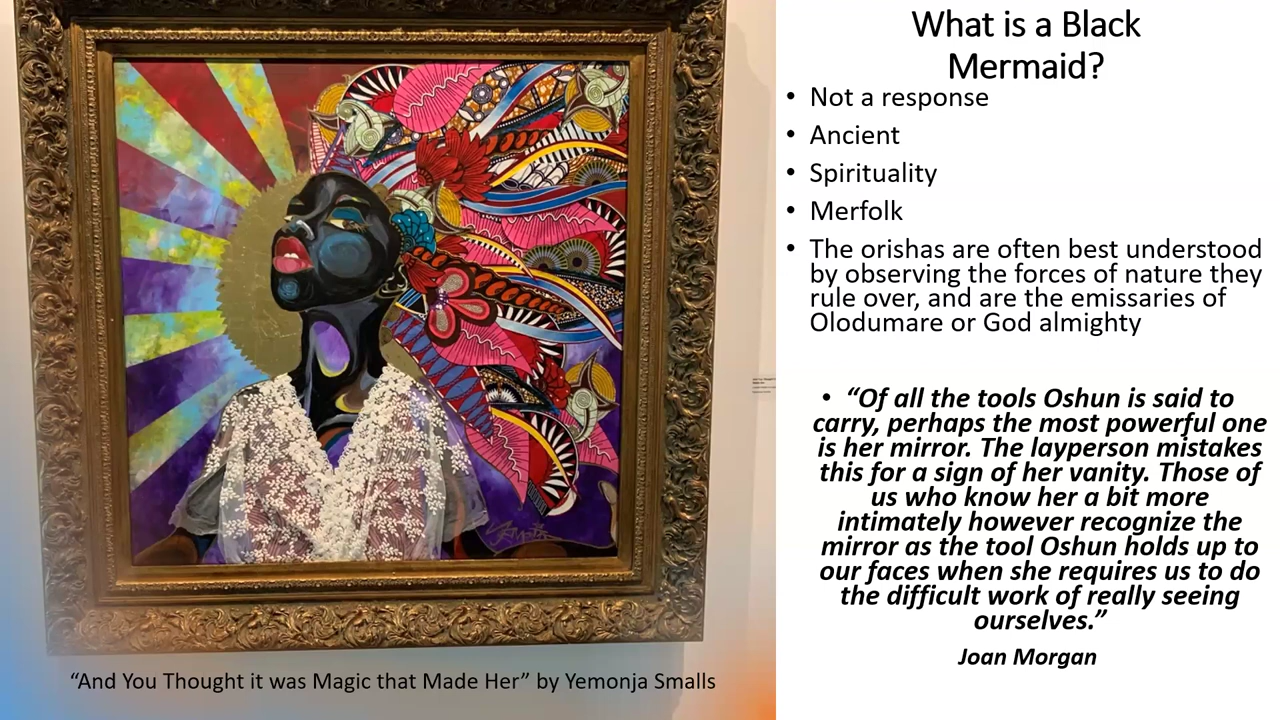 What is a Black
Mermaid?
• Not a response
• Ancient
• Spirituality
• Merfolk
• The orishas are often best understood
by observing the forces of nature they
rule over, and are the emissaries of
Olodumare or God almighty
• “Of all the tools Oshun is said to
carry, perhaps the most powerful one
is her mirror. The layperson mistakes
this for a sign of her vanity. Those of
us who know her a bit more
intimately however recognize the
mirror as the tool Oshun holds up to
our faces when she requires us to do
the difficult work of really seeing
ourselves.”
Joan Morgan
“And You Thought it was Magic that Made Her” by Yemonja Smalls